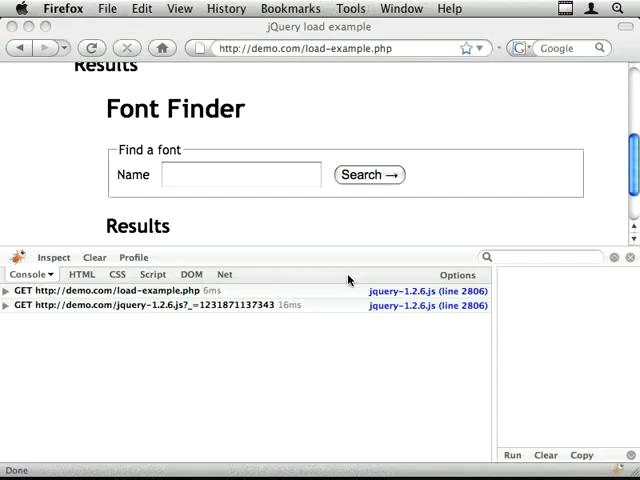 Firefox File Edit View History Bookmarks Tools Window Help
jQuery load example
http://demo.com/load-example.php Google
Results
Font Finder
Find a font
Name Search →
Results
Inspect Clear Profile
Console HTML CSS Script DOM Net Options
GET http://demo.com/load-example.php 6ms jquery-1.2.6.js (line 2806)
GET http://demo.com/jquery-1.2.6.js?_=1231871137343 16ms jquery-1.2.6.js (line 2806)
Run Clear Copy
Done